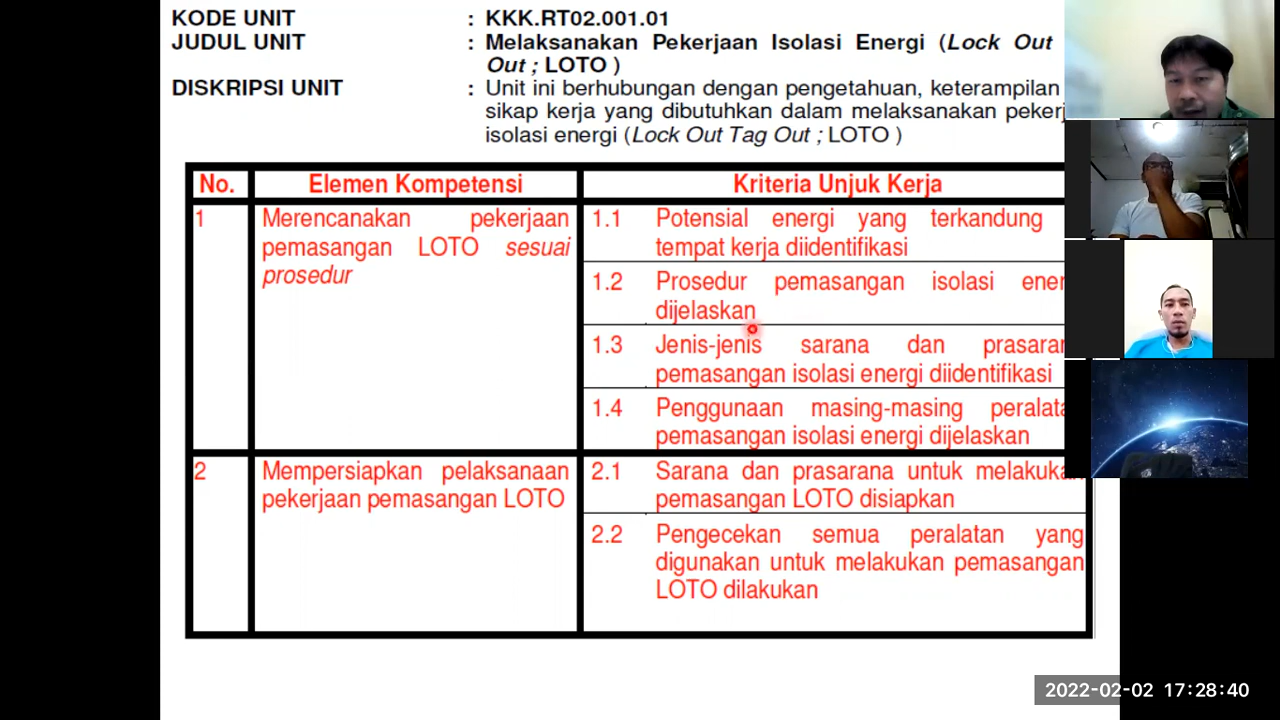 KODE UNIT : KKK.RT02.001.01
JUDUL UNIT : Melaksanakan Pekerjaan Isolasi Energi (Lock Out
Out ; LOTO )
DISKRIPSI UNIT : Unit ini berhubungan dengan pengetahuan, keterampilan
sikap kerja yang dibutuhkan dalam melaksanakan pekerj
isolasi energi (Lock Out Tag Out ; LOTO )
No. Elemen Kompetensi Kriteria Unjuk Kerja
1 Merencanakan pekerjaan
pemasangan LOTO sesuai
prosedur
1.1 Potensial energi yang terkandung
tempat kerja diidentifikasi
1.2 Prosedur pemasangan isolasi ener
dijelaskan
1.3 Jenis-jenis sarana dan prasaran
pemasangan isolasi energi diidentifikasi
1.4 Penggunaan masing-masing peralata
pemasangan isolasi energi dijelaskan
2 Mempersiapkan pelaksanaan
pekerjaan pemasangan LOTO
2.1 Sarana dan prasarana untuk melakukan
pemasangan LOTO disiapkan
2.2 Pengecekan semua peralatan yang
digunakan untuk melakukan pemasangan
LOTO dilakukan
2022-02-02 17:28:40